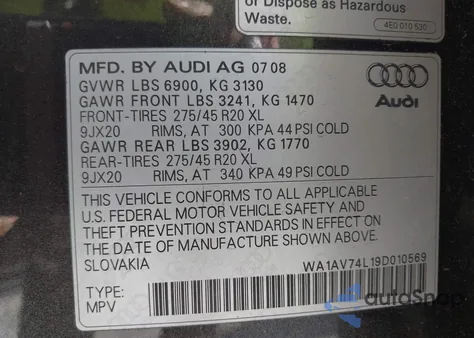 or Dispose as Hazardous
Waste.
4E0 010 530
MFD. BY AUDI AG 07 08
GVWR LBS 6900, KG 3130
GAWR FRONT LBS 3241, KG 1470
FRONT-TIRES 275/45 R20 XL
9JX20 RIMS, AT 300 KPA 44 PSI COLD
GAWR REAR LBS 3902, KG 1770
REAR-TIRES 275/45 R20 XL
9JX20 RIMS, AT 340 KPA 49 PSI COLD
Audi
THIS VEHICLE CONFORMS TO ALL APPLICABLE
U.S. FEDERAL MOTOR VEHICLE SAFETY AND
THEFT PREVENTION STANDARDS IN EFFECT ON
THE DATE OF MANUFACTURE SHOWN ABOVE.
SLOVAKIA
WA1AV74L19D010569
TYPE:
MPV
autoShop